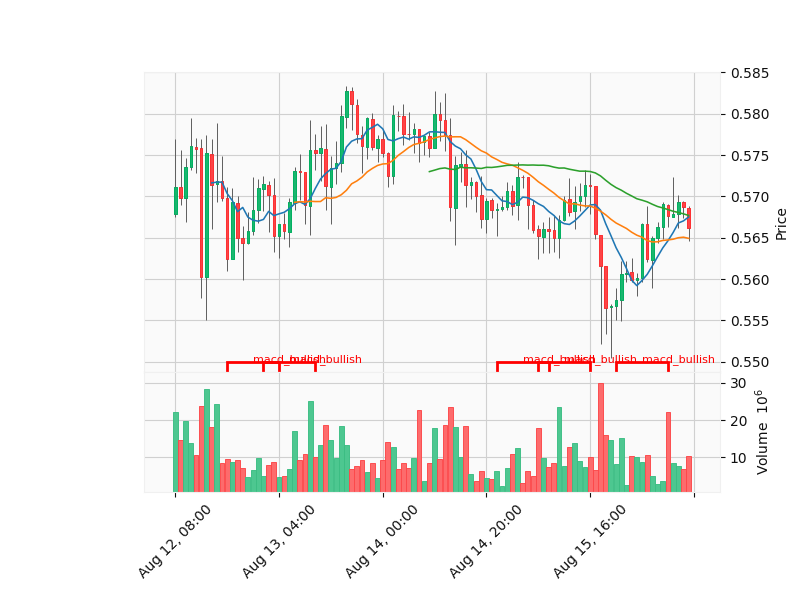 0.585
0.580
0.575
0.570
0.565
0.560
0.555
0.550
Price
macd_bullish
macd_bullish
macd_bullish
macd_bullish
macd_bullish
30
20
10
Volume 10^6
Aug 12, 08:00
Aug 13, 04:00
Aug 14, 00:00
Aug 14, 20:00
Aug 15, 16:00